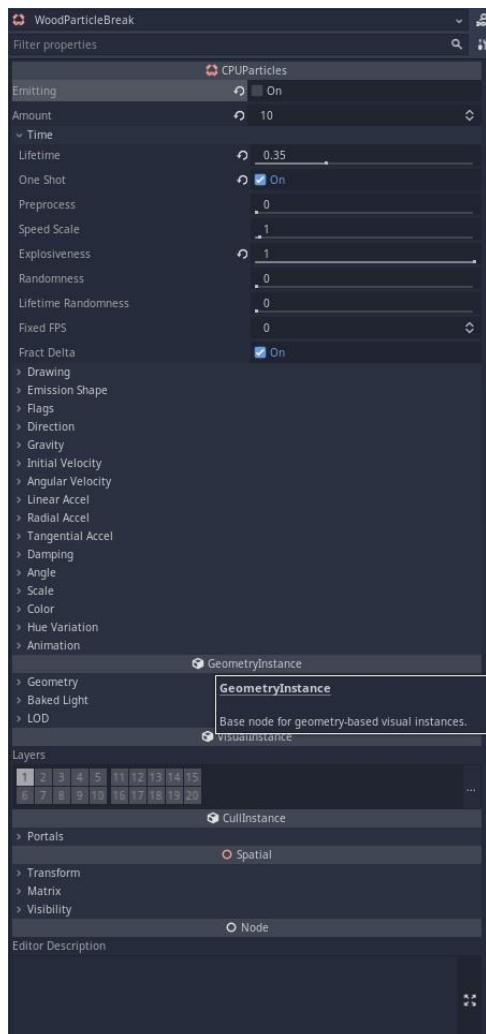 WoodParticleBreak
Filter properties
CPUParticles
Emitting On
Amount 10
Time
Lifetime 0.35
One Shot On
Preprocess 0
Speed Scale 1
Explosiveness 1
Randomness 0
Lifetime Randomness 0
Fixed FPS 0
Fract Delta On
Drawing
Emission Shape
Flags
Direction
Gravity
Initial Velocity
Angular Velocity
Linear Accel
Radial Accel
Tangential Accel
Damping
Angle
Scale
Color
Hue Variation
Animation
GeometryInstance
Geometry
GeometryInstance
Baked Light
LOD
Base node for geometry-based visual instances.
VisualInstance
Layers
1 2 3 4 5 11 12 13 14 15
6 7 8 9 10 16 17 18 19 20
...
CullInstance
Portals
Spatial
Transform
Matrix
Visibility
Node
Editor Description